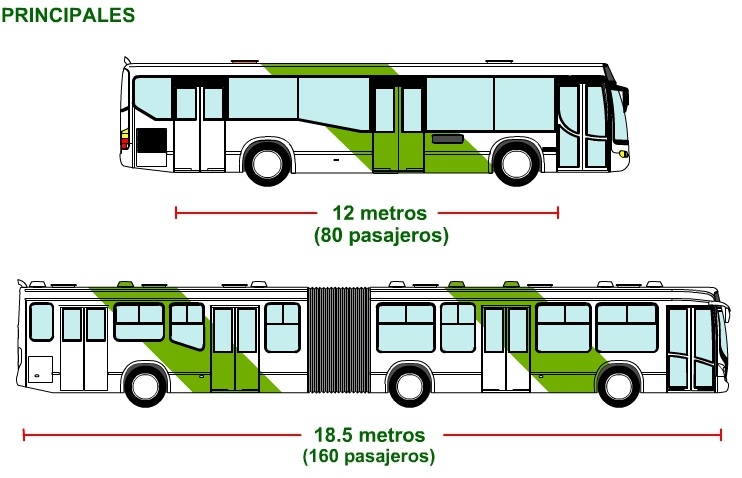 PRINCIPALES
12 metros
(80 pasajeros)
18.5 metros
(160 pasajeros)